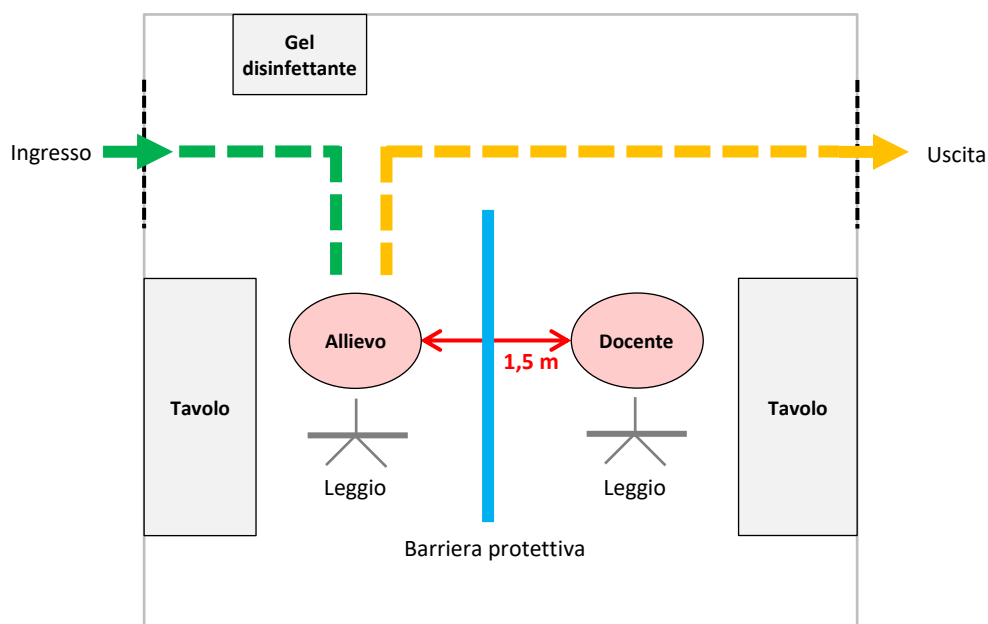 Gel
disinfettante
Ingresso
Uscita
Allievo
Docente
1,5 m
Tavolo
Tavolo
Leggio
Leggio
Barriera protettiva